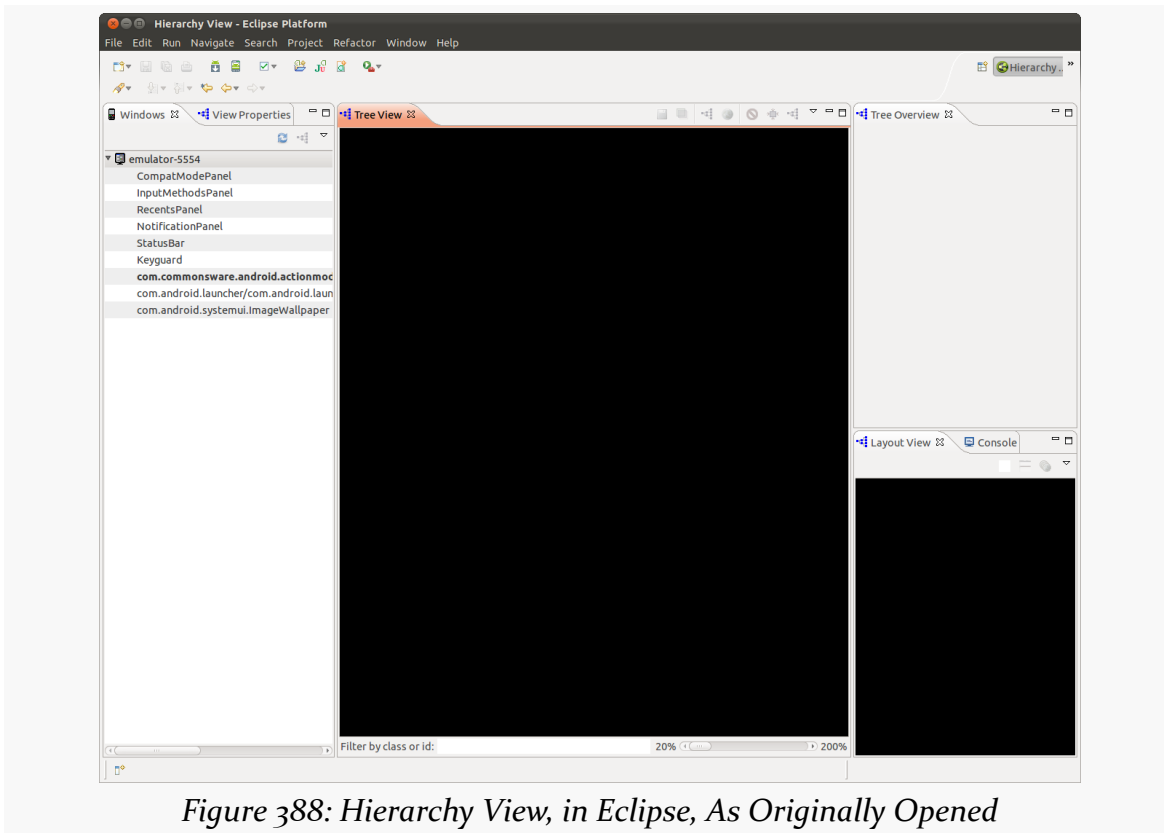 Hierarchy View - Eclipse Platform
File Edit Run Navigate Search Project Refactor Window Help
Hierarchy.. »
Windows
View Properties
Tree View
Tree Overview
emulator-5554
CompatModePanel
InputMethodsPanel
RecentsPanel
NotificationPanel
StatusBar
Keyguard
com.commonsware.android.actionmod
com.android.launcher/com.android.laun
com.android.systemui.ImageWallpaper
Layout View
Console
Filter by class or id:
20%
200%
Figure 388: Hierarchy View, in Eclipse, As Originally Opened